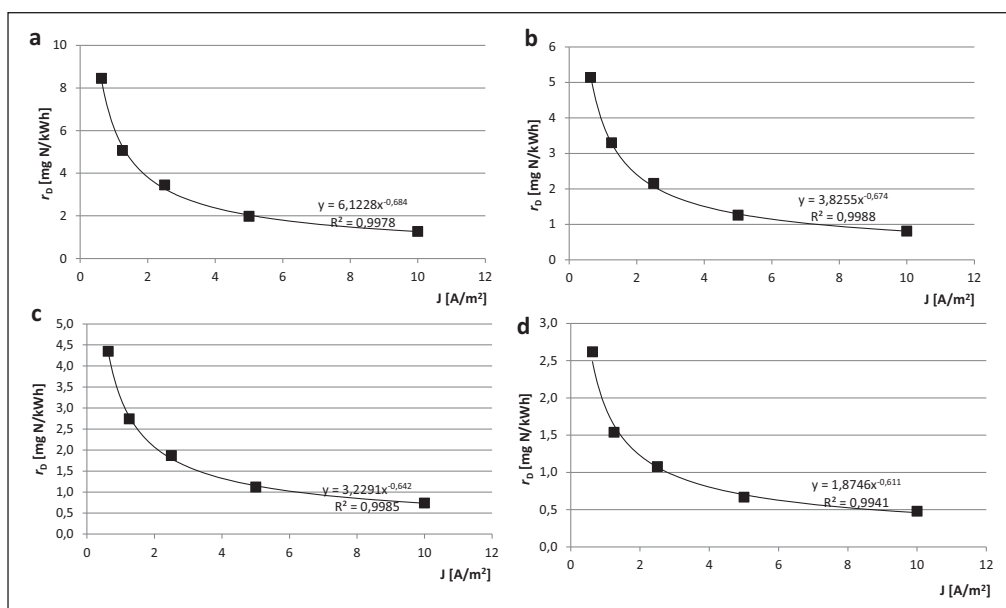 a
10
8
6
4
2
0
r_D [mg N/kWh]
y = 6,1228x^-0,684
R² = 0,9978
0 2 4 6 8 10 12
J [A/m²]
b
6
5
4
3
2
1
0
r_D [mg N/kWh]
y = 3,8255x^-0,674
R² = 0,9988
0 2 4 6 8 10 12
J [A/m²]
c
5,0
4,5
4,0
3,5
3,0
2,5
2,0
1,5
1,0
0,5
0,0
r_D [mg N/kWh]
y = 3,2291x^-0,642
R² = 0,9985
0 2 4 6 8 10 12
J [A/m²]
d
3,0
2,5
2,0
1,5
1,0
0,5
0,0
r_D [mg N/kWh]
y = 1,8746x^-0,611
R² = 0,9941
0 2 4 6 8 10 12
J [A/m²]